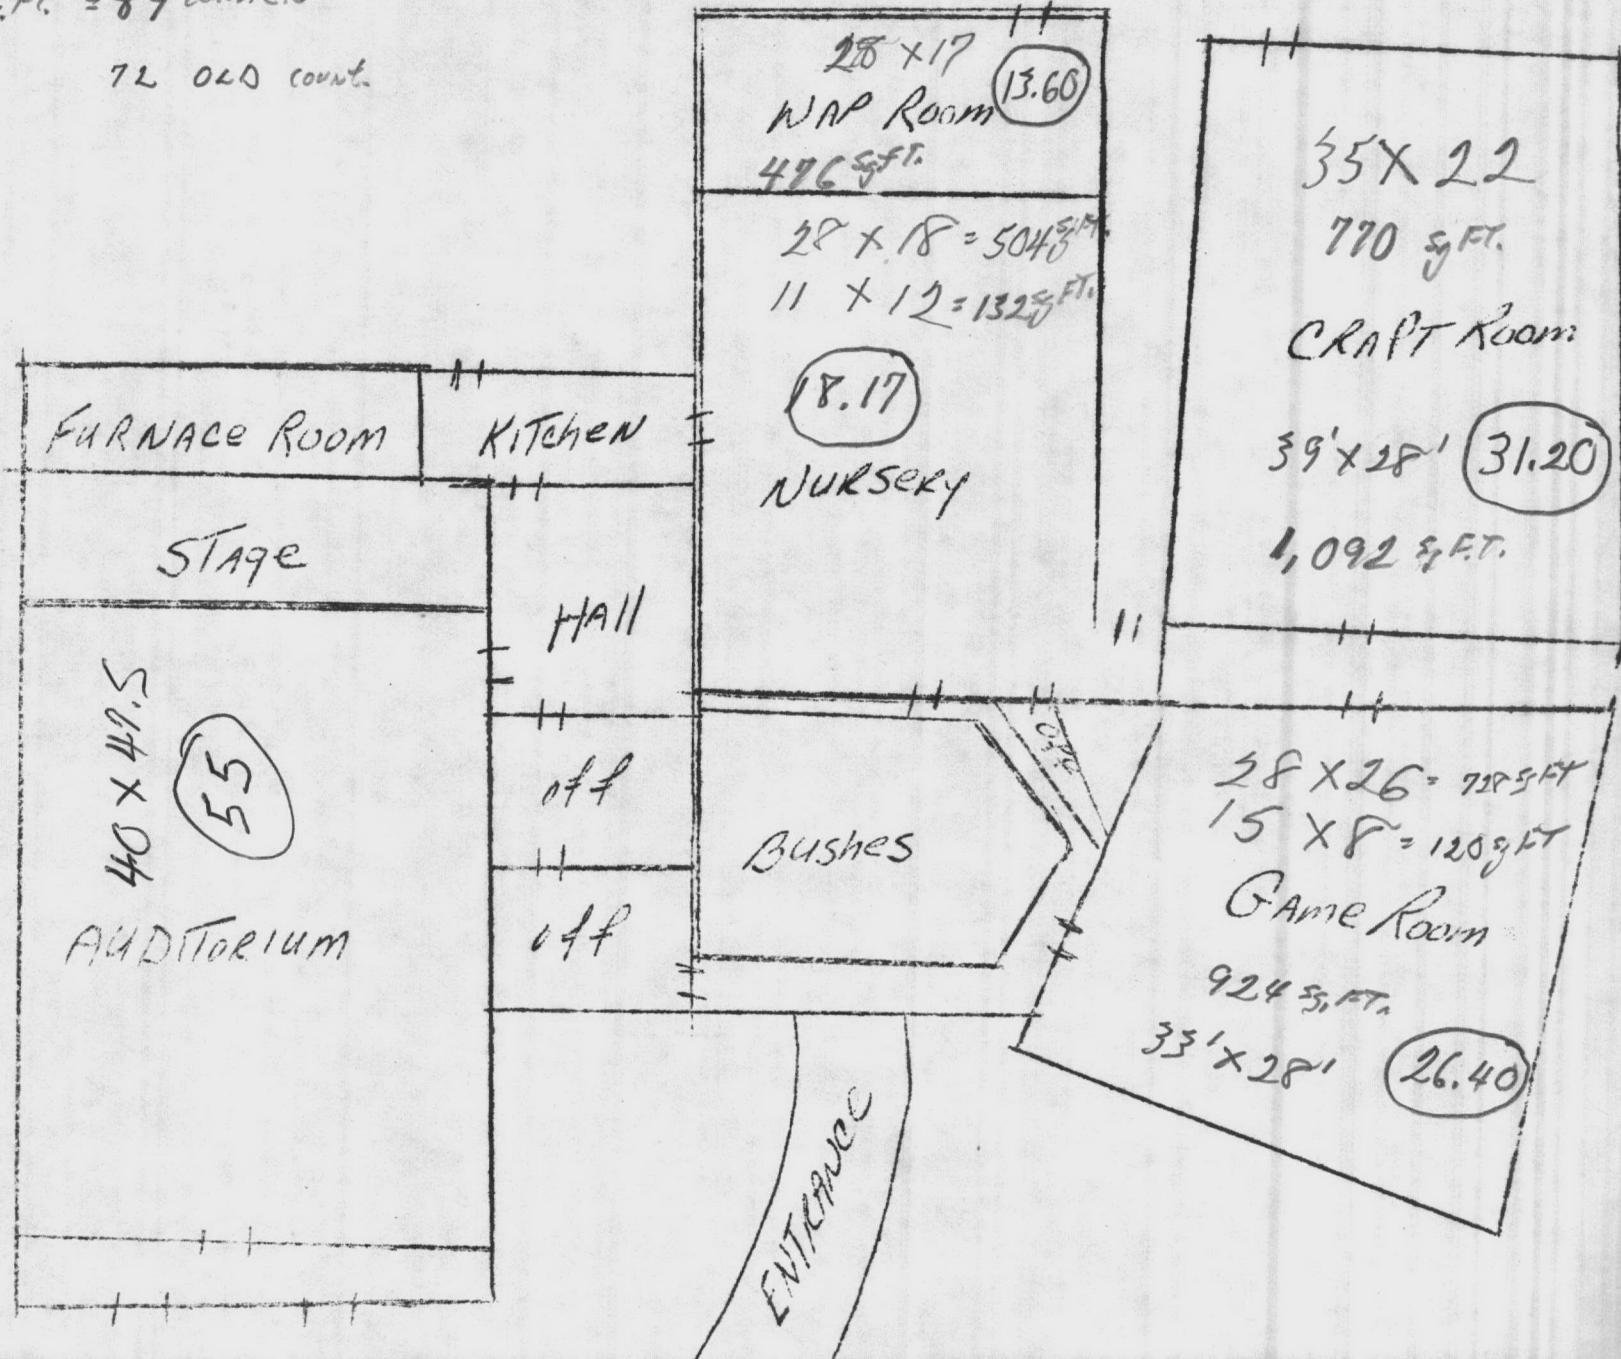 72 OLD count.
28 X 17
13.60
NAP Room
476 sq FT.
28 X 18 = 504 sq FT.
11 X 12 = 132 sq FT.
18.17
NURSERY
35 X 22
770 sq FT.
CRAFT Room
39' X 28' 31.20
1,092 sq FT.
FURNACE ROOM
KITCHEN
STAGE
HAll
40 X 47.5
55
AUDITORIUM
off
off
off
Bushes
28 X 26 = 728 sq FT
15 X 8 = 120 sq FT
GAME Room
924 sq. FT.
33' X 28' 26.40
ENTRANCE